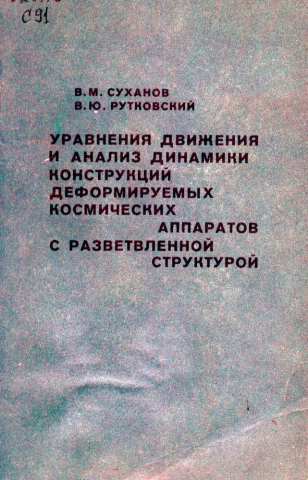 С91
В.М. СУХАНОВ
В.Ю. РУТКОВСКИЙ
УРАВНЕНИЯ ДВИЖЕНИЯ
И АНАЛИЗ ДИНАМИКИ
КОНСТРУКЦИЙ
ДЕФОРМИРУЕМЫХ
КОСМИЧЕСКИХ
АППАРАТОВ
С РАЗВЕТВЛЕННОЙ
СТРУКТУРОЙ